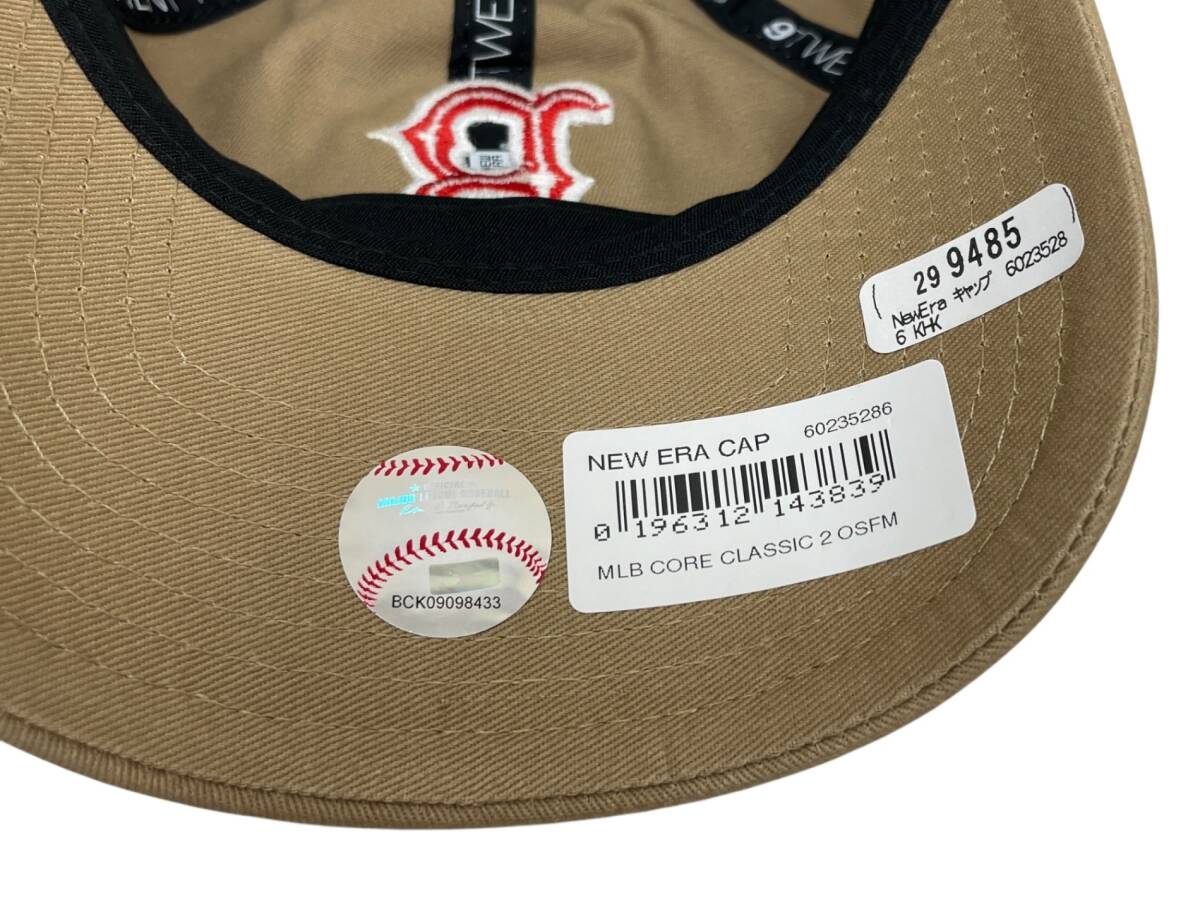 9TWE
TWE
B
29 9485
NewEra キャップ 6023528
6 KHK
NEW ERA CAP 60235286
0 196312 143839
MLB CORE CLASSIC 2 OSFM
BCK09098433